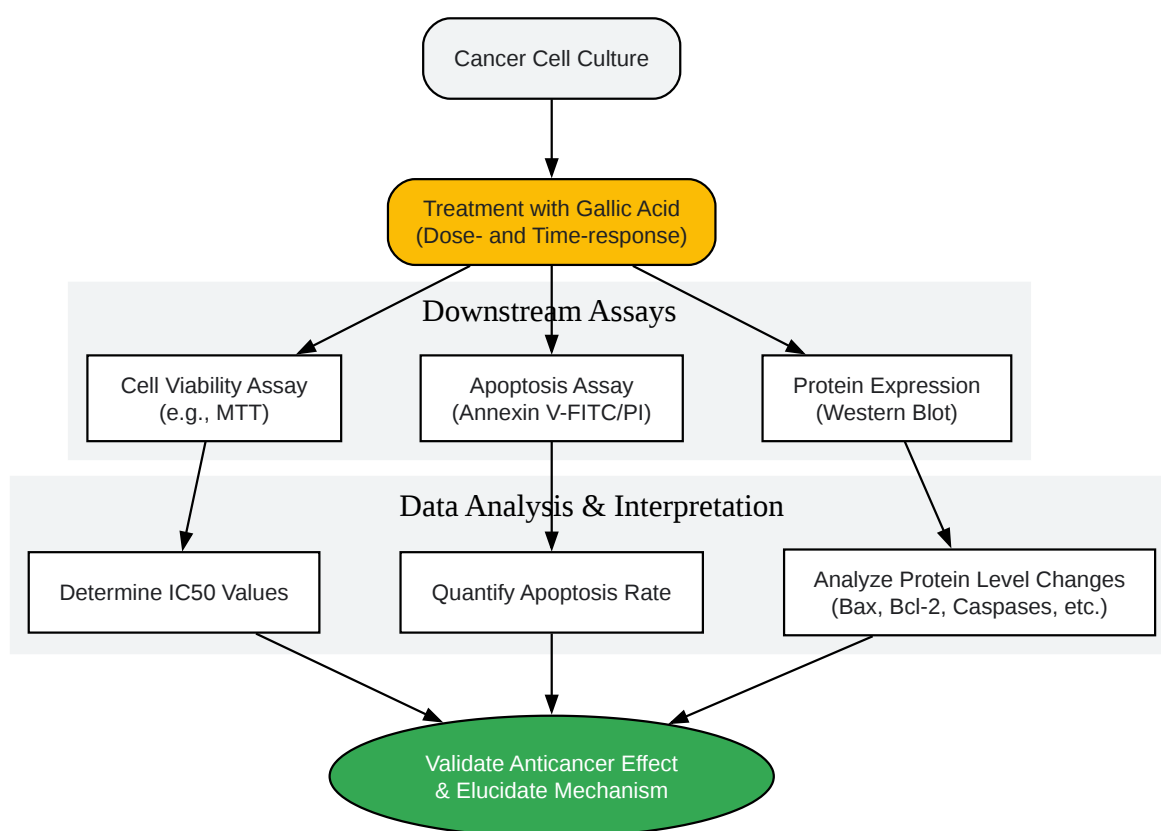 Cancer Cell Culture
Treatment with Gallic Acid
(Dose- and Time-response)
Downstream Assays
Cell Viability Assay
(e.g., MTT)
Apoptosis Assay
(Annexin V-FITC/PI)
Protein Expression
(Western Blot)
Data Analysis & Interpretation
Determine IC50 Values
Quantify Apoptosis Rate
Analyze Protein Level Changes
(Bax, Bcl-2, Caspases, etc.)
Validate Anticancer Effect
& Elucidate Mechanism